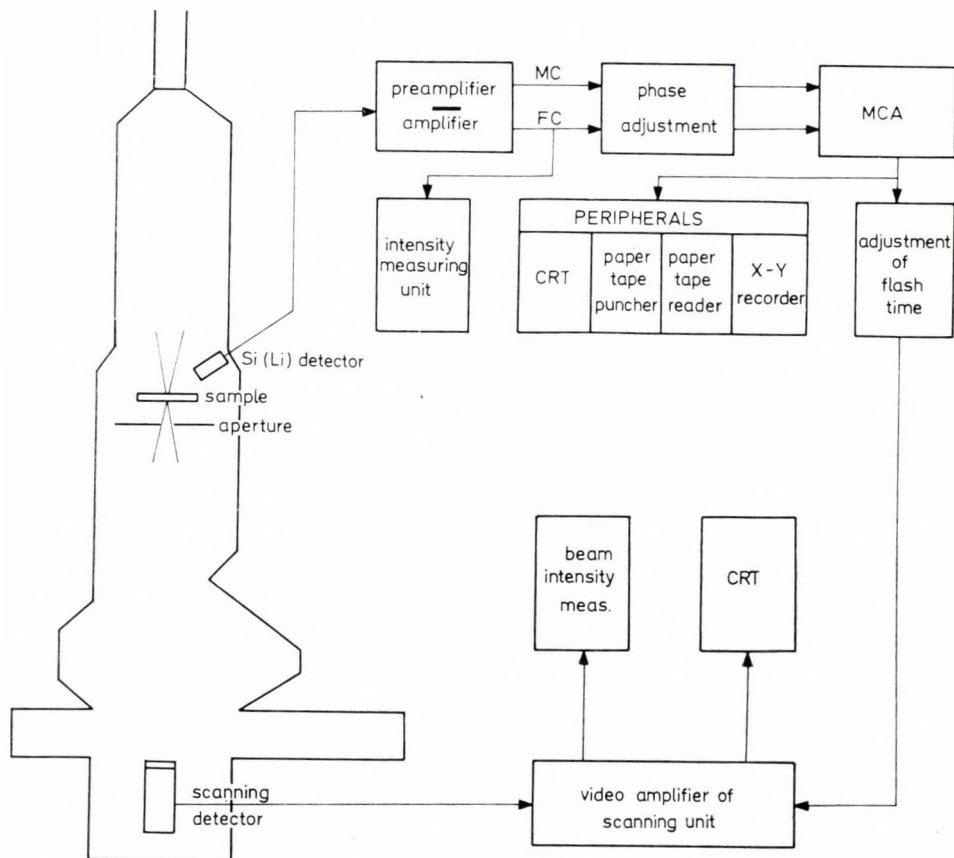 preamplifier
amplifier
MC
FC
phase
adjustment
MCA
intensity
measuring
unit
PERIPHERALS
CRT
paper
tape
puncher
paper
tape
reader
X-Y
recorder
adjustment
of
flash
time
Si (Li) detector
sample
aperture
beam
intensity
meas.
CRT
scanning
detector
video amplifier of
scanning unit